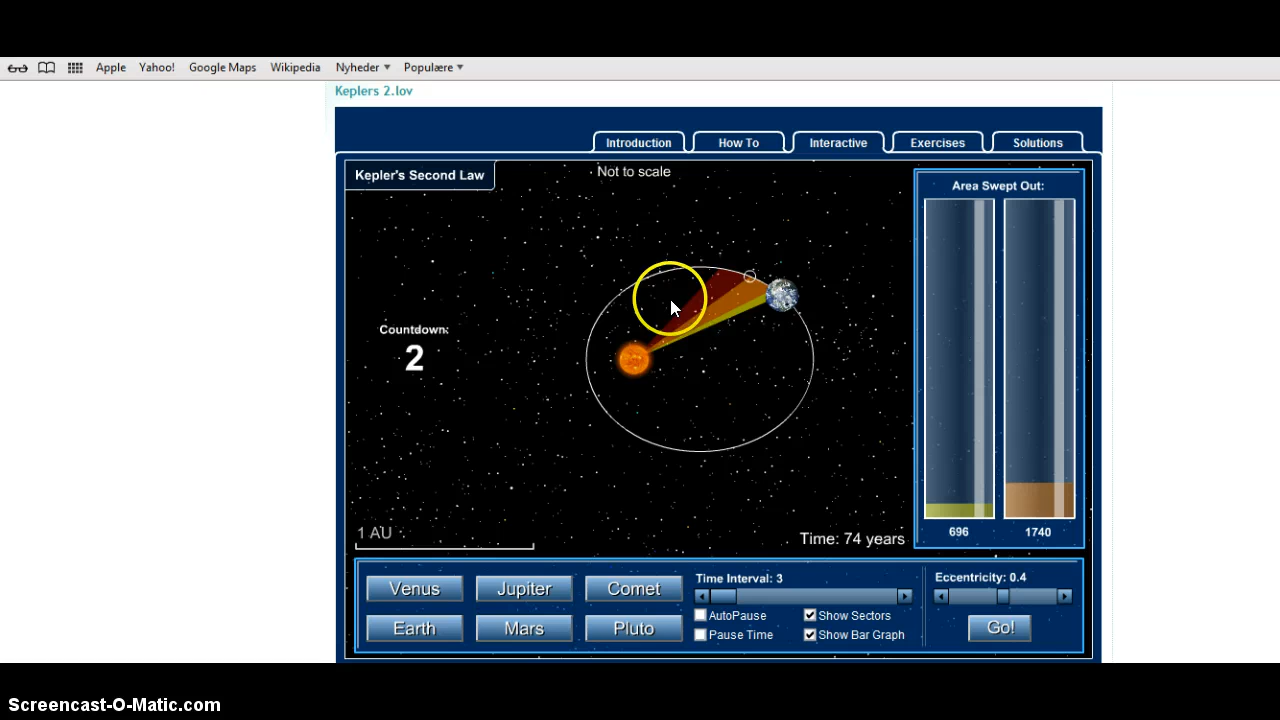 Apple Yahoo! Google Maps Wikipedia Nyheder Populære
Keplers 2.lov
Introduction How To Interactive Exercises Solutions
Kepler's Second Law
Not to scale
Area Swept Out:
Countdown:
2
696 1740
1 AU
Time: 74 years
Venus Jupiter Comet
Earth Mars Pluto
Time Interval: 3
AutoPause Show Sectors
Pause Time Show Bar Graph
Eccentricity: 0.4
Go!
Screencast-O-Matic.com